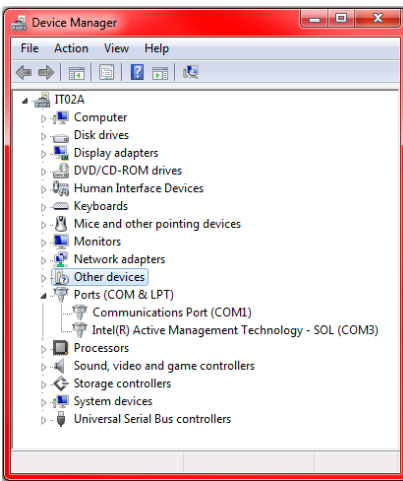 Device Manager
File Action View Help
IT02A
Computer
Disk drives
Display adapters
DVD/CD-ROM drives
Human Interface Devices
Keyboards
Mice and other pointing devices
Monitors
Network adapters
Other devices
Ports (COM & LPT)
Communications Port (COM1)
Intel(R) Active Management Technology - SOL (COM3)
Processors
Sound, video and game controllers
Storage controllers
System devices
Universal Serial Bus controllers